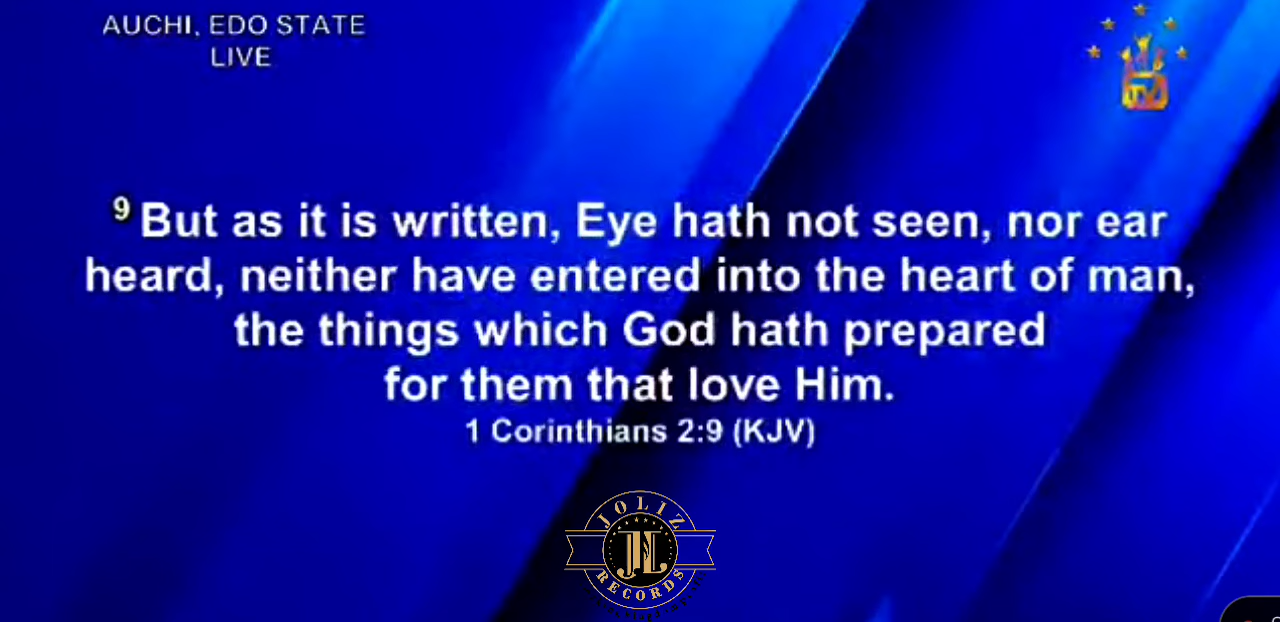 AUCHI, EDO STATE
LIVE
9 But as it is written, Eye hath not seen, nor ear
heard, neither have entered into the heart of man,
the things which God hath prepared
for them that love Him.
1 Corinthians 2:9 (KJV)
JOLIZ
JL
RECORDS